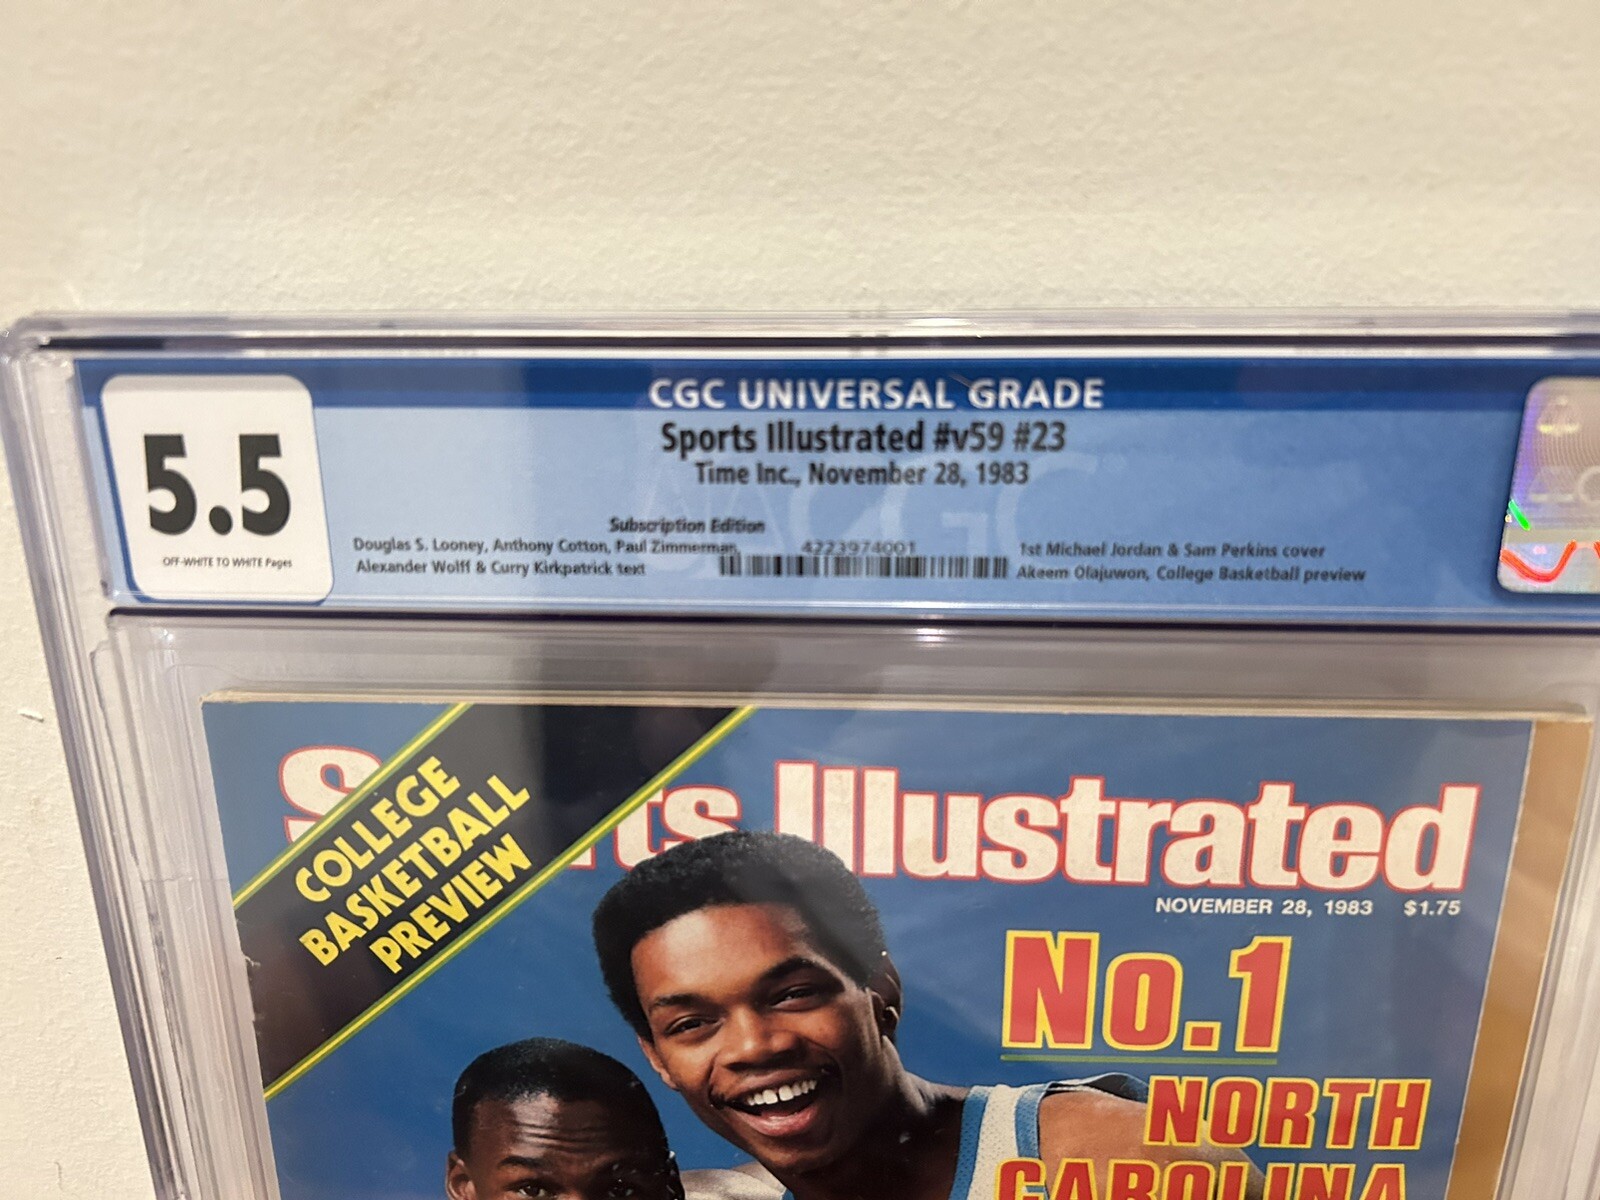 CGC UNIVERSAL GRADE
Sports Illustrated #v59 #23
Time Inc., November 28, 1983
5.5
OFF-WHITE TO WHITE Pages
Subscription Edition
Douglas S. Looney, Anthony Cotton, Paul Zimmerman,
Alexander Wolff & Curry Kirkpatrick text
4223974001
1st Michael Jordan & Sam Perkins cover
Akeem Olajuwon, College Basketball preview
COLLEGE
BASKETBALL
PREVIEW
Sports Illustrated
NOVEMBER 28, 1983 $1.75
No.1
NORTH
CAROLINA